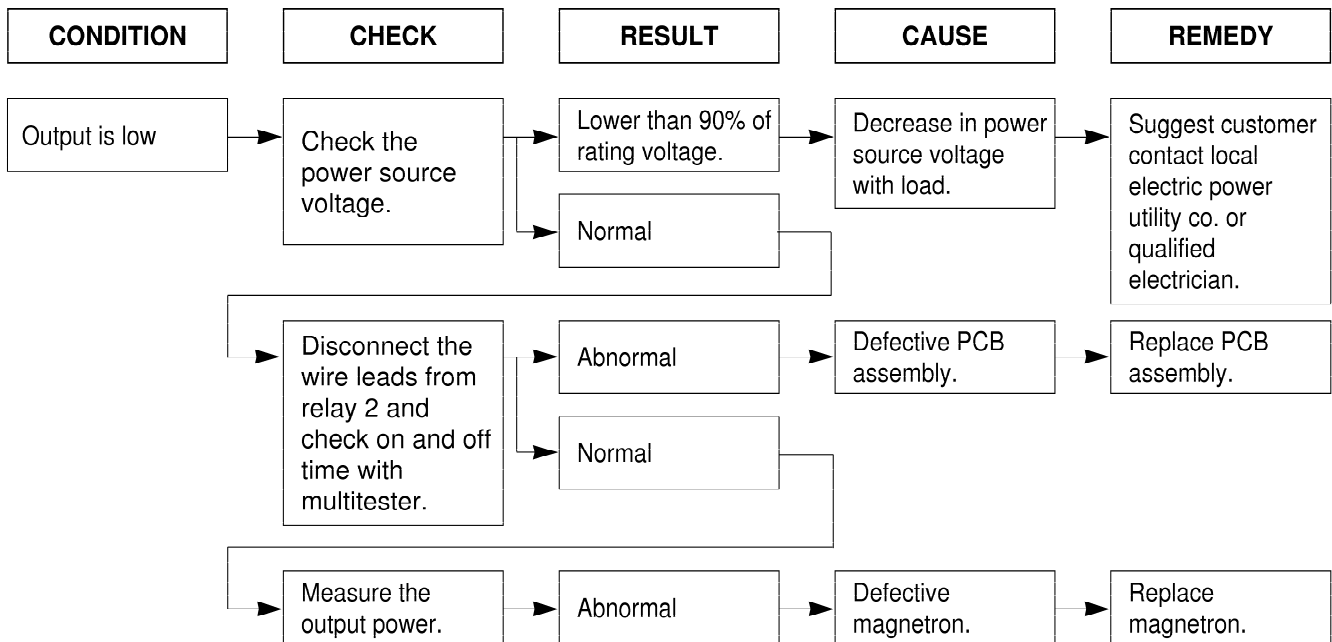 CONDITION
CHECK
RESULT
CAUSE
REMEDY
Output is low
Check the
power source
voltage.
Lower than 90% of
rating voltage.
Decrease in power
source voltage
with load.
Suggest customer
contact local
electric power
utility co. or
qualified
electrician.
Normal
Disconnect the
wire leads from
relay 2 and
check on and off
time with
multitester.
Abnormal
Defective PCB
assembly.
Replace PCB
assembly.
Normal
Measure the
output power.
Abnormal
Defective
magnetron.
Replace
magnetron.